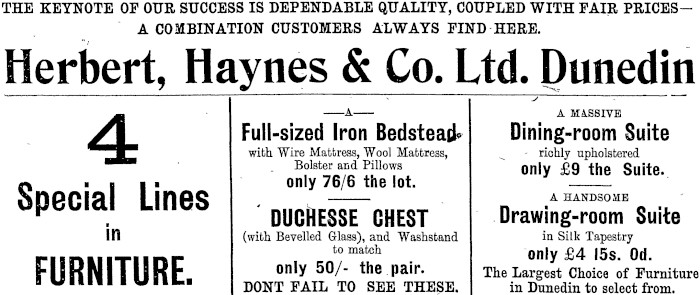 THE KEYNOTE OF OUR SUCCESS IS DEPENDABLE QUALITY, COUPLED WITH FAIR PRICES—
A COMBINATION CUSTOMERS ALWAYS FIND HERE.
Herbert, Haynes & Co. Ltd. Dunedin
4
Special Lines
in
FURNITURE.
—A—
Full-sized Iron Bedstead
with Wire Mattress, Wool Mattress,
Bolster and Pillows
only 76/6 the lot.
DUCHESSE CHEST
(with Bevelled Glass), and Washstand
to match
only 50/- the pair.
DONT FAIL TO SEE THESE.
A MASSIVE
Dining-room Suite
richly upholstered
only £9 the Suite.
A HANDSOME
Drawing-room Suite
in Silk Tapestry
only £4 15s. 0d.
The Largest Choice of Furniture
in Dunedin to select from.